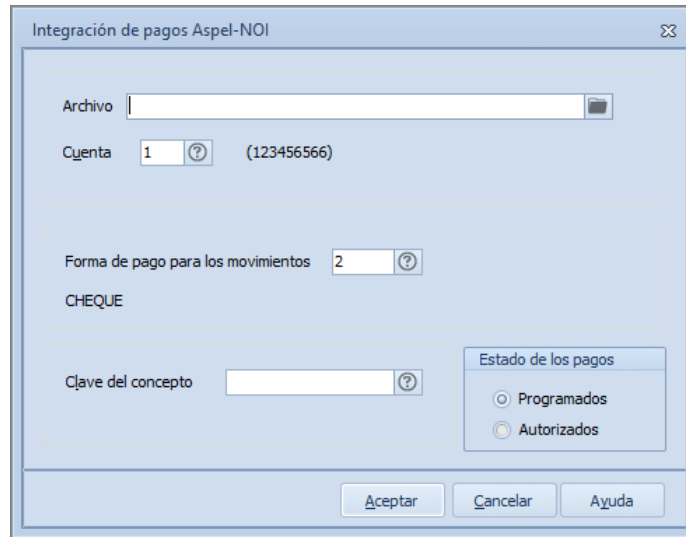 Integración de pagos Aspel-NOI
Archivo
Cuenta 1 (123456566)
Forma de pago para los movimientos 2
CHEQUE
Clave del concepto
Estado de los pagos
Programados
Autorizados
Aceptar Cancelar Ayuda